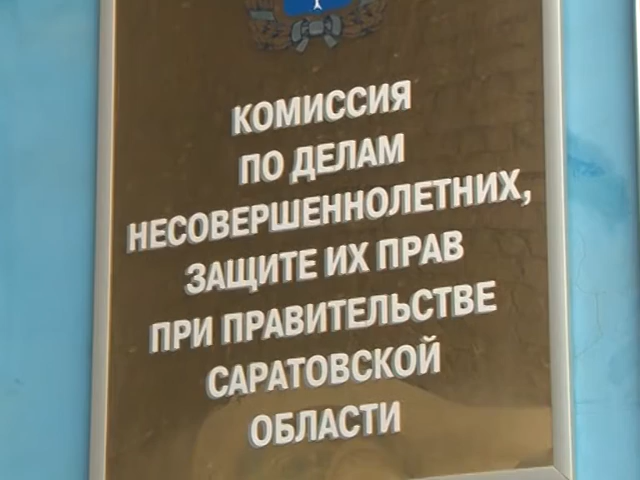 КОМИССИЯ
ПО ДЕЛАМ
НЕСОВЕРШЕННОЛЕТНИХ,
ЗАЩИТЕ ИХ ПРАВ
ПРИ ПРАВИТЕЛЬСТВЕ
САРАТОВСКОЙ
ОБЛАСТИ